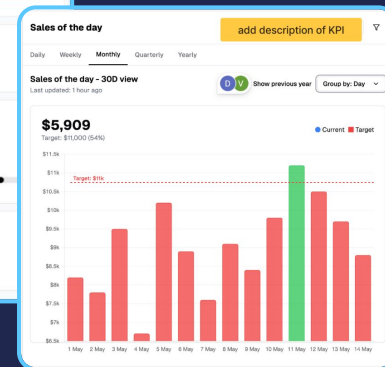 Sales of the day
add description of KPI
Daily Weekly Monthly Quarterly Yearly
Sales of the day - 30D view
Last updated: 1 hour ago
D V Show previous year Group by: Day
$5,909
Target: $11,000 (54%)
Current Target
$11.5k
$11k
Target: $11k
$10.5k
$10k
$9.5k
$9k
$8.5k
$8k
$7.5k
$7k
$6.5k
1 May 2 May 3 May 4 May 5 May 6 May 7 May 8 May 9 May 10 May 11 May 12 May 13 May 14 May